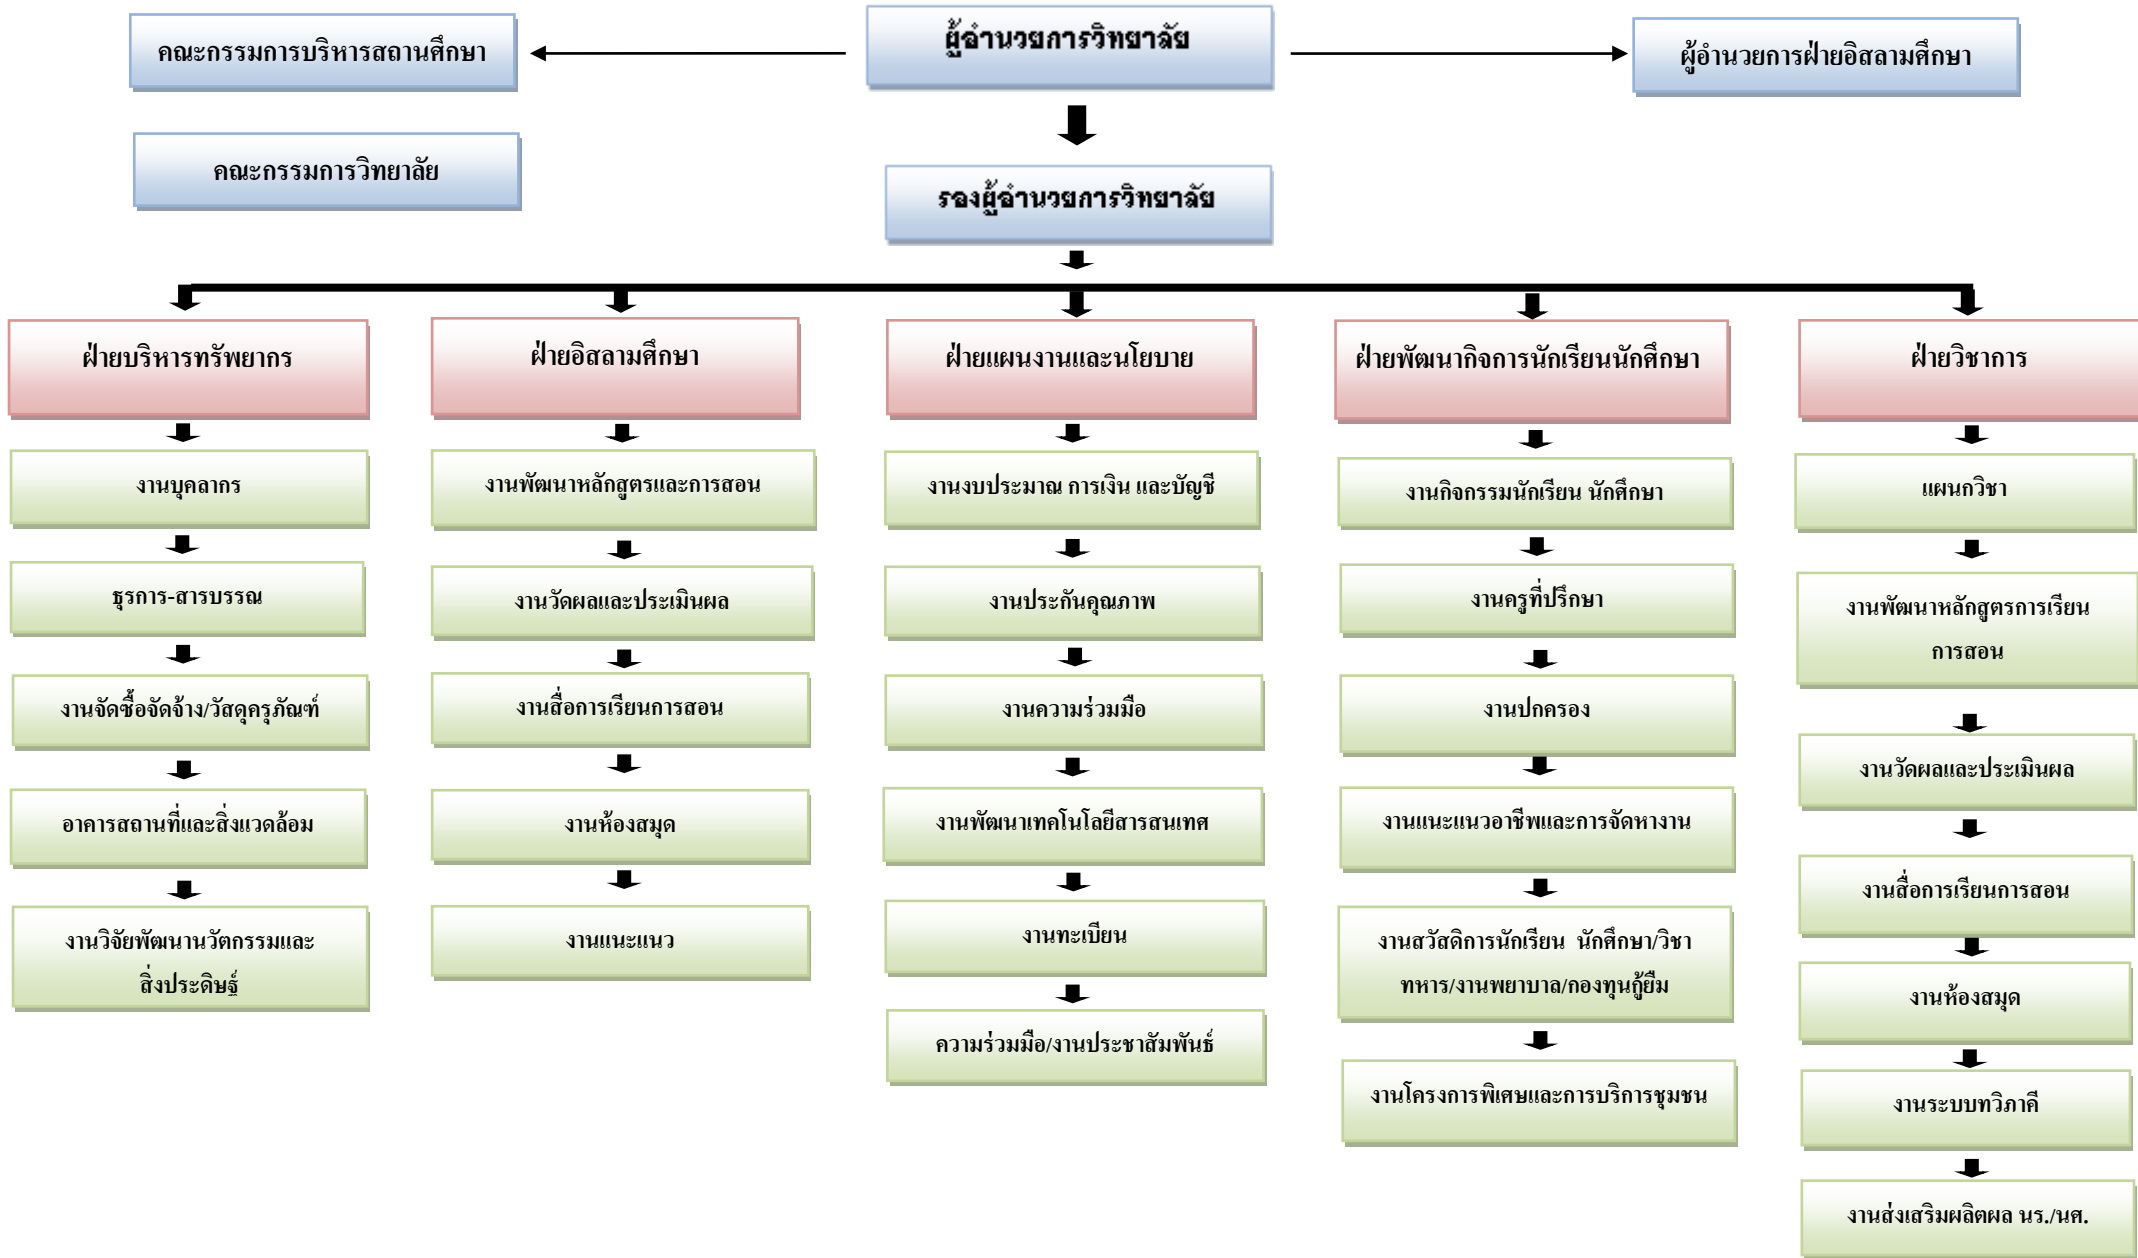 ผู้อำนวยการวิทยาลัย
คณะกรรมการบริหารสถานศึกษา
ผู้อำนวยการฝ่ายอิสลามศึกษา
คณะกรรมการวิทยาลัย
รองผู้อำนวยการวิทยาลัย
ฝ่ายบริหารทรัพยากร
งานบุคลากร
ธุรการ-สารบรรณ
งานจัดซื้อจัดจ้าง/วัสดุครุภัณฑ์
อาคารสถานที่และสิ่งแวดล้อม
งานวิจัยพัฒนานวัตกรรมและ
สิ่งประดิษฐ์
ฝ่ายอิสลามศึกษา
งานพัฒนาหลักสูตรและการสอน
งานวัดผลและประเมินผล
งานสื่อการเรียนการสอน
งานห้องสมุด
งานแนะแนว
ฝ่ายแผนงานและนโยบาย
งานงบประมาณ การเงิน และบัญชี
งานประกันคุณภาพ
งานความร่วมมือ
งานพัฒนาเทคโนโลยีสารสนเทศ
งานทะเบียน
ความร่วมมือ/งานประชาสัมพันธ์
ฝ่ายพัฒนากิจการนักเรียนนักศึกษา
งานกิจกรรมนักเรียน นักศึกษา
งานครูที่ปรึกษา
งานปกครอง
งานแนะแนวอาชีพและการจัดหางาน
งานสวัสดิการนักเรียน นักศึกษา/วิชา
ทหาร/งานพยาบาล/กองทุนกู้ยืม
งานโครงการพิเศษและการบริการชุมชน
ฝ่ายวิชาการ
แผนกวิชา
งานพัฒนาหลักสูตรการเรียน
การสอน
งานวัดผลและประเมินผล
งานสื่อการเรียนการสอน
งานห้องสมุด
งานระบบทวิภาคี
งานส่งเสริมผลิตผล นร./นศ.